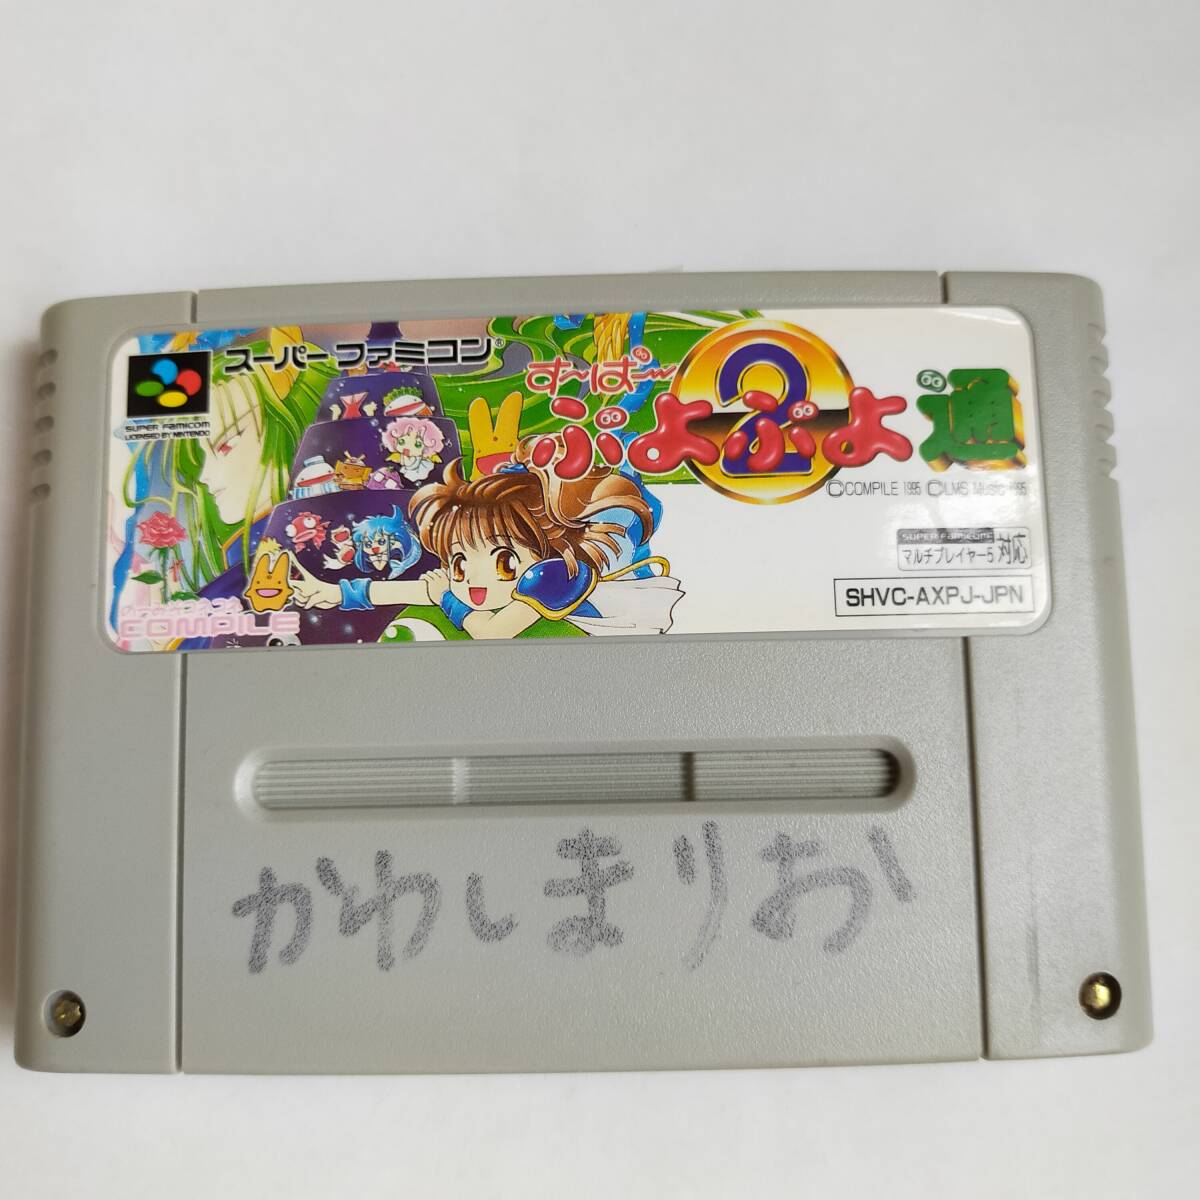 スーパーファミコン®
SUPER FAMICOM
LICENSED BY NINTENDO
す〜ぱ〜
ぷよぷよ2通
©COMPILE 1995 ©LMS Music 1995
SUPER FAMICOM
マルチプレイヤー5対応
SHVC-AXPJ-JPN
COMPILE
かわしまりお